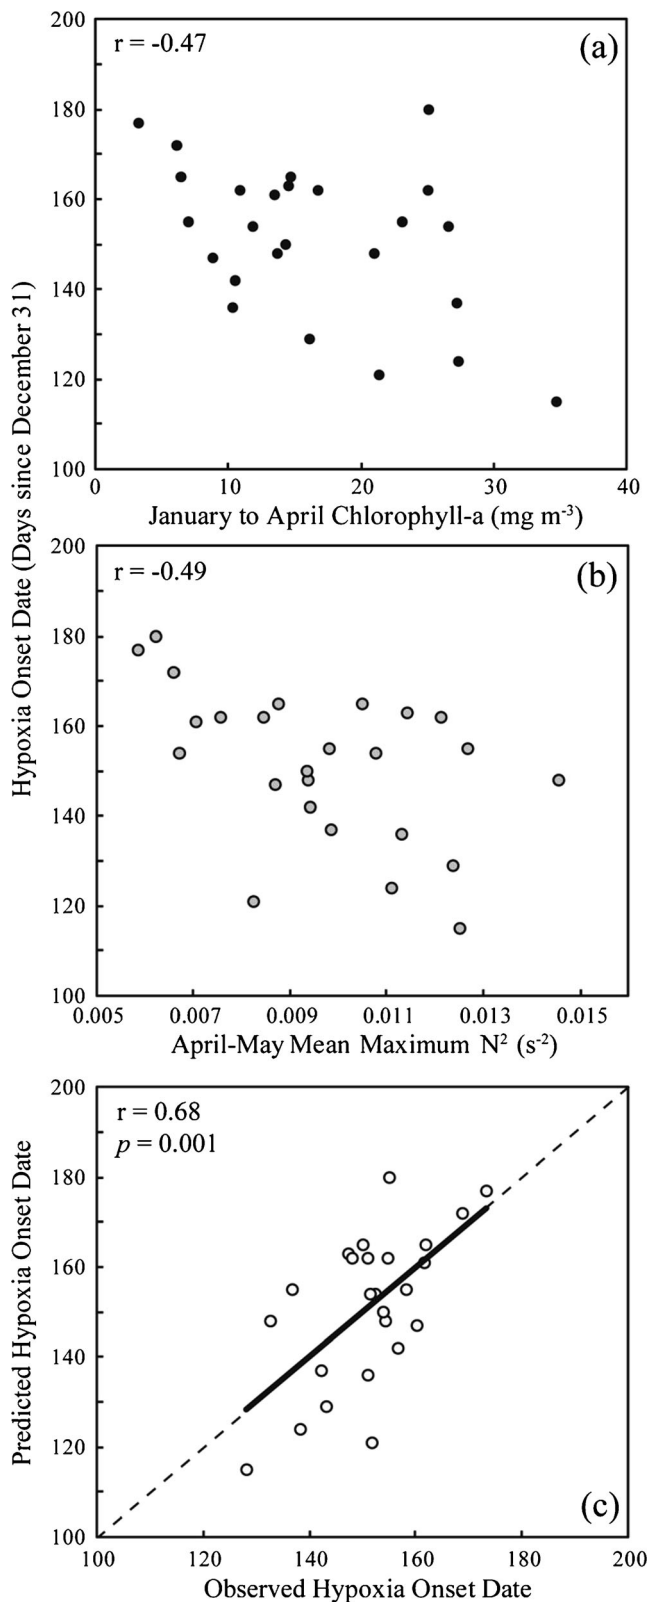 Hypoxia Onset Date (Days since December 31)
200
180
160
140
120
100
r = -0.47
(a)
0 10 20 30 40
January to April Chlorophyll-a (mg m-3)
200
180
160
140
120
100
r = -0.49
(b)
0.005 0.007 0.009 0.011 0.013 0.015
April-May Mean Maximum N² (s-2)
Predicted Hypoxia Onset Date
200
180
160
140
120
100
r = 0.68
p = 0.001
(c)
100 120 140 160 180 200
Observed Hypoxia Onset Date